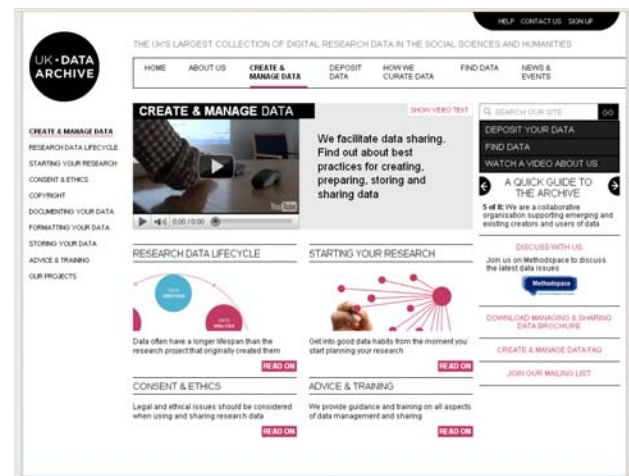 HELP CONTACT US SIGN UP
UK•DATA
ARCHIVE
THE UK'S LARGEST COLLECTION OF DIGITAL RESEARCH DATA IN THE SOCIAL SCIENCES AND HUMANITIES
HOME
ABOUT US
CREATE &
MANAGE DATA
DEPOSIT
DATA
HOW WE
CURATE DATA
FIND DATA
NEWS &
EVENTS
CREATE & MANAGE DATA
RESEARCH DATA LIFECYCLE
STARTING YOUR RESEARCH
CONSENT & ETHICS
COPYRIGHT
DOCUMENTING YOUR DATA
FORMATTING YOUR DATA
STORING YOUR DATA
ADVICE & TRAINING
OUR PROJECTS
CREATE & MANAGE DATA
SHOW VIDEO TEXT
We facilitate data sharing.
Find out about best
practices for creating,
preparing, storing and
sharing data
YouTube
0:00 / 0:00
RESEARCH DATA LIFECYCLE
DATA
CREATION
DATA
ANALYSIS
Data often have a longer lifespan than the
research project that originally created them
READ ON
STARTING YOUR RESEARCH
Get into good data habits from the moment you
start planning your research
READ ON
CONSENT & ETHICS
Legal and ethical issues should be considered
when using and sharing research data
READ ON
ADVICE & TRAINING
We provide guidance and training on all aspects
of data management and sharing
READ ON
SEARCH OUR SITE
GO
DEPOSIT YOUR DATA
FIND DATA
WATCH A VIDEO ABOUT US
A QUICK GUIDE TO
THE ARCHIVE
5 of 8: We are a collaborative
organisation supporting emerging and
existing creators and users of data
DISCUSS WITH US
Join us on Methodspace to discuss
the latest data issues
Methodspace
DOWNLOAD MANAGING & SHARING
DATA BROCHURE
CREATE & MANAGE DATA FAQ
JOIN OUR MAILING LIST